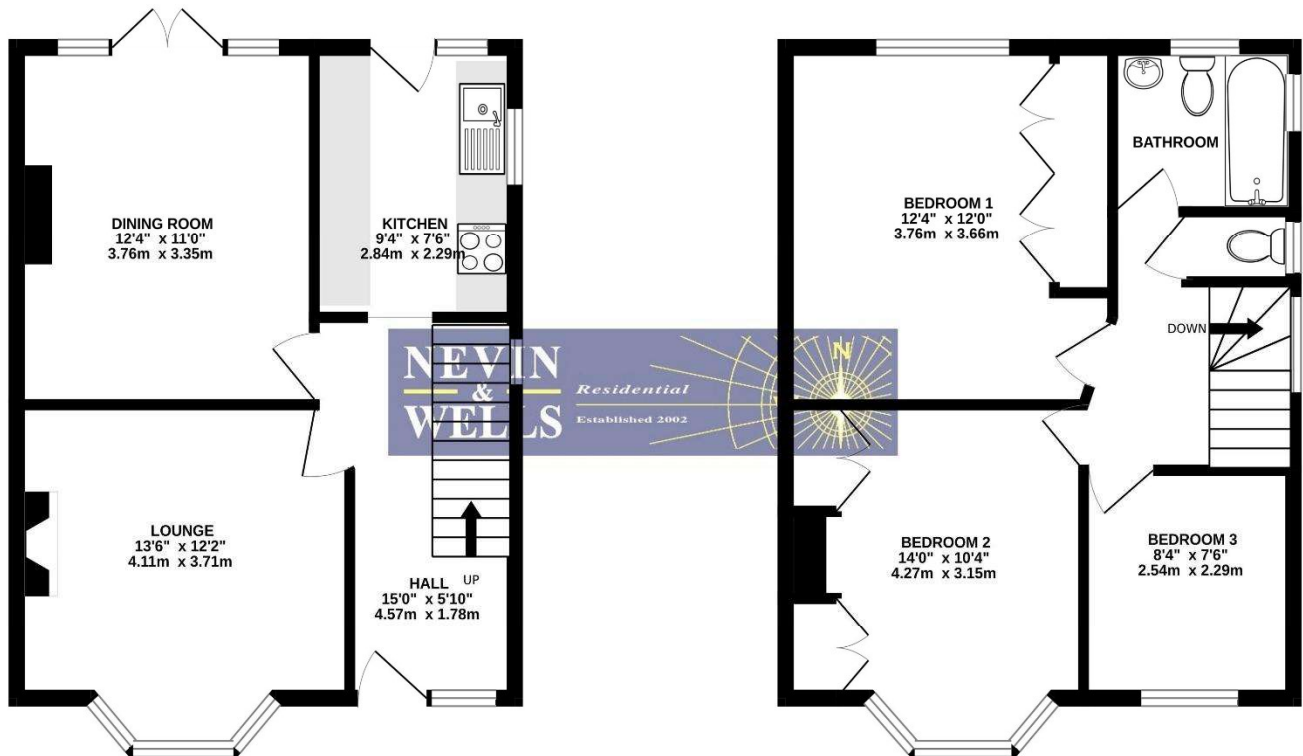 DINING ROOM
12'4" x 11'0"
3.76m x 3.35m
KITCHEN
9'4" x 7'6"
2.84m x 2.29m
LOUNGE
13'6" x 12'2"
4.11m x 3.71m
UP
HALL
15'0" x 5'10"
4.57m x 1.78m
NEVIN
&
WELLS
Residential
Established 2002
N
BEDROOM 1
12'4" x 12'0"
3.76m x 3.66m
BATHROOM
DOWN
BEDROOM 2
14'0" x 10'4"
4.27m x 3.15m
BEDROOM 3
8'4" x 7'6"
2.54m x 2.29m